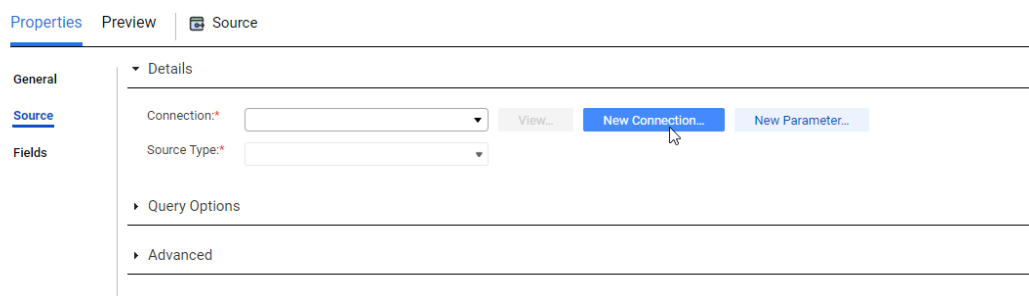 Properties Preview Source
General
Source
Fields
Details
Connection:* View... New Connection... New Parameter...
Source Type:*
Query Options
Advanced